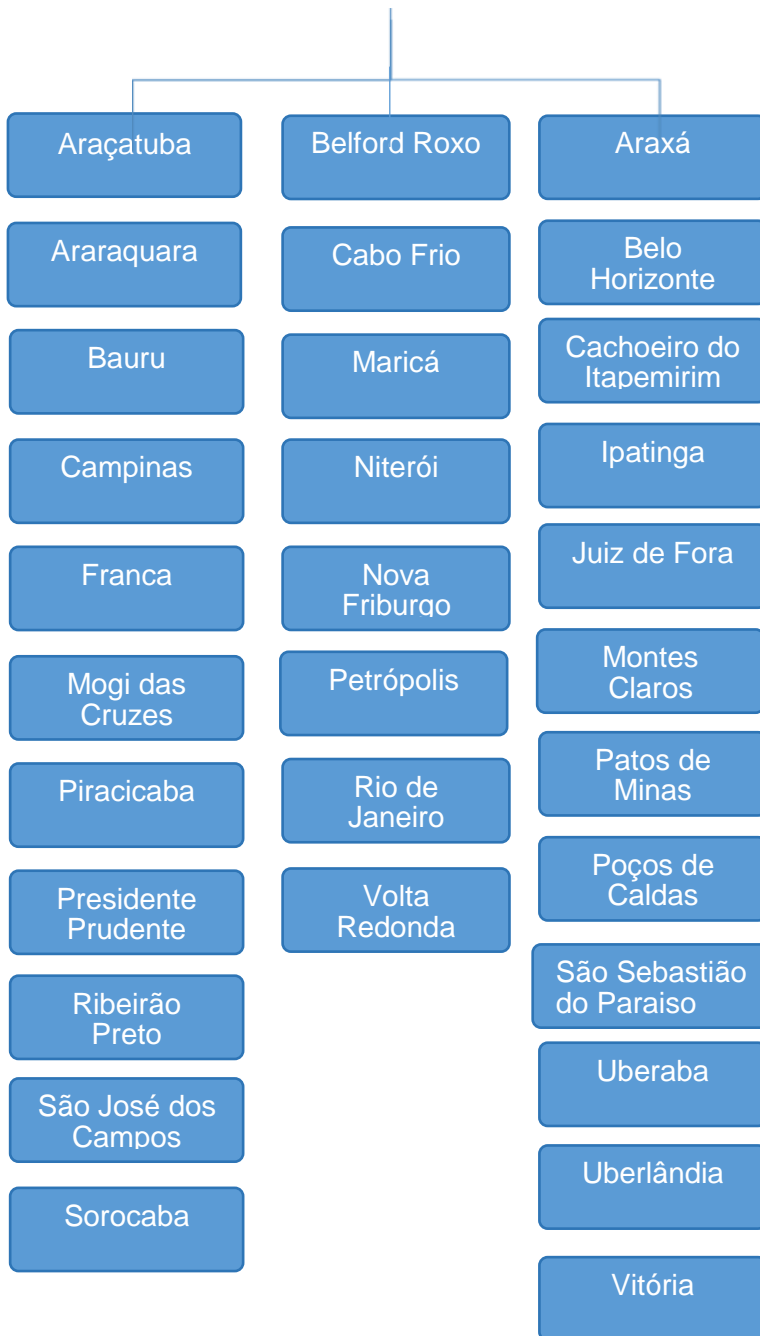 Araçatuba
Araraquara
Bauru
Campinas
Franca
Mogi das
Cruzes
Piracicaba
Presidente
Prudente
Ribeirão
Preto
São José dos
Campos
Sorocaba
Belford Roxo
Cabo Frio
Maricá
Niterói
Nova
Friburgo
Petrópolis
Rio de
Janeiro
Volta
Redonda
Araxá
Belo
Horizonte
Cachoeiro do
Itapemirim
Ipatinga
Juiz de Fora
Montes
Claros
Patos de
Minas
Poços de
Caldas
São Sebastião
do Paraiso
Uberaba
Uberlândia
Vitória